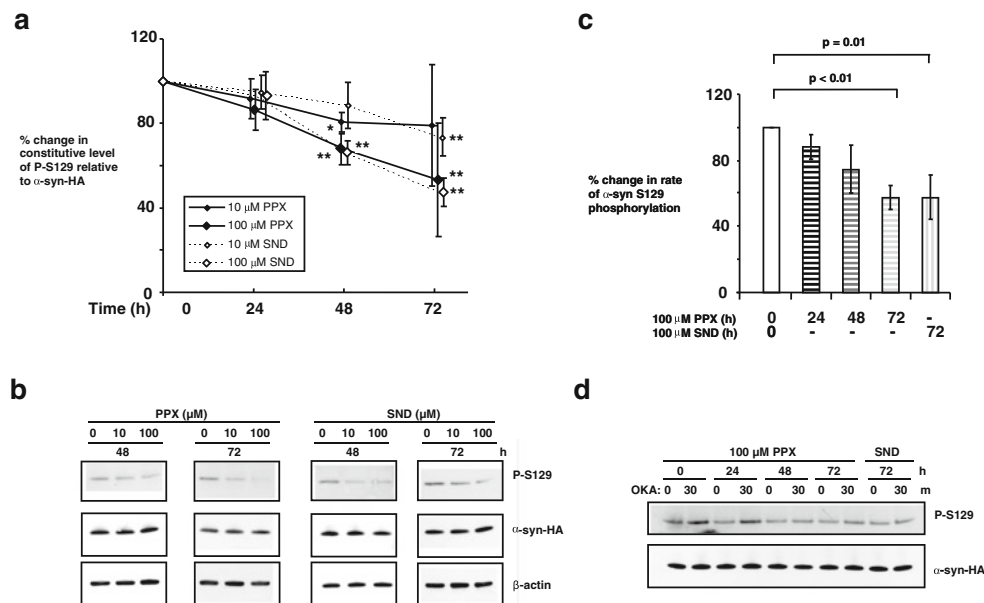 a
120
80
40
0
% change in
constitutive level
of P-S129 relative
to α-syn-HA
*
**
**
**
**
**
10 µM PPX
100 µM PPX
10 µM SND
100 µM SND
Time (h) 0 24 48 72
c
p = 0.01
p < 0.01
120
80
40
0
% change in rate
of α-syn S129
phosphorylation
100 µM PPX (h) 0 24 48 72 -
100 µM SND (h) 0 - - - 72
b
PPX (µM) SND (µM)
0 10 100 0 10 100 0 10 100 0 10 100
48 72 48 72 h
P-S129
α-syn-HA
β-actin
d
100 µM PPX SND
0 24 48 72 72 h
OKA: 0 30 0 30 0 30 0 30 0 30 m
P-S129
α-syn-HA